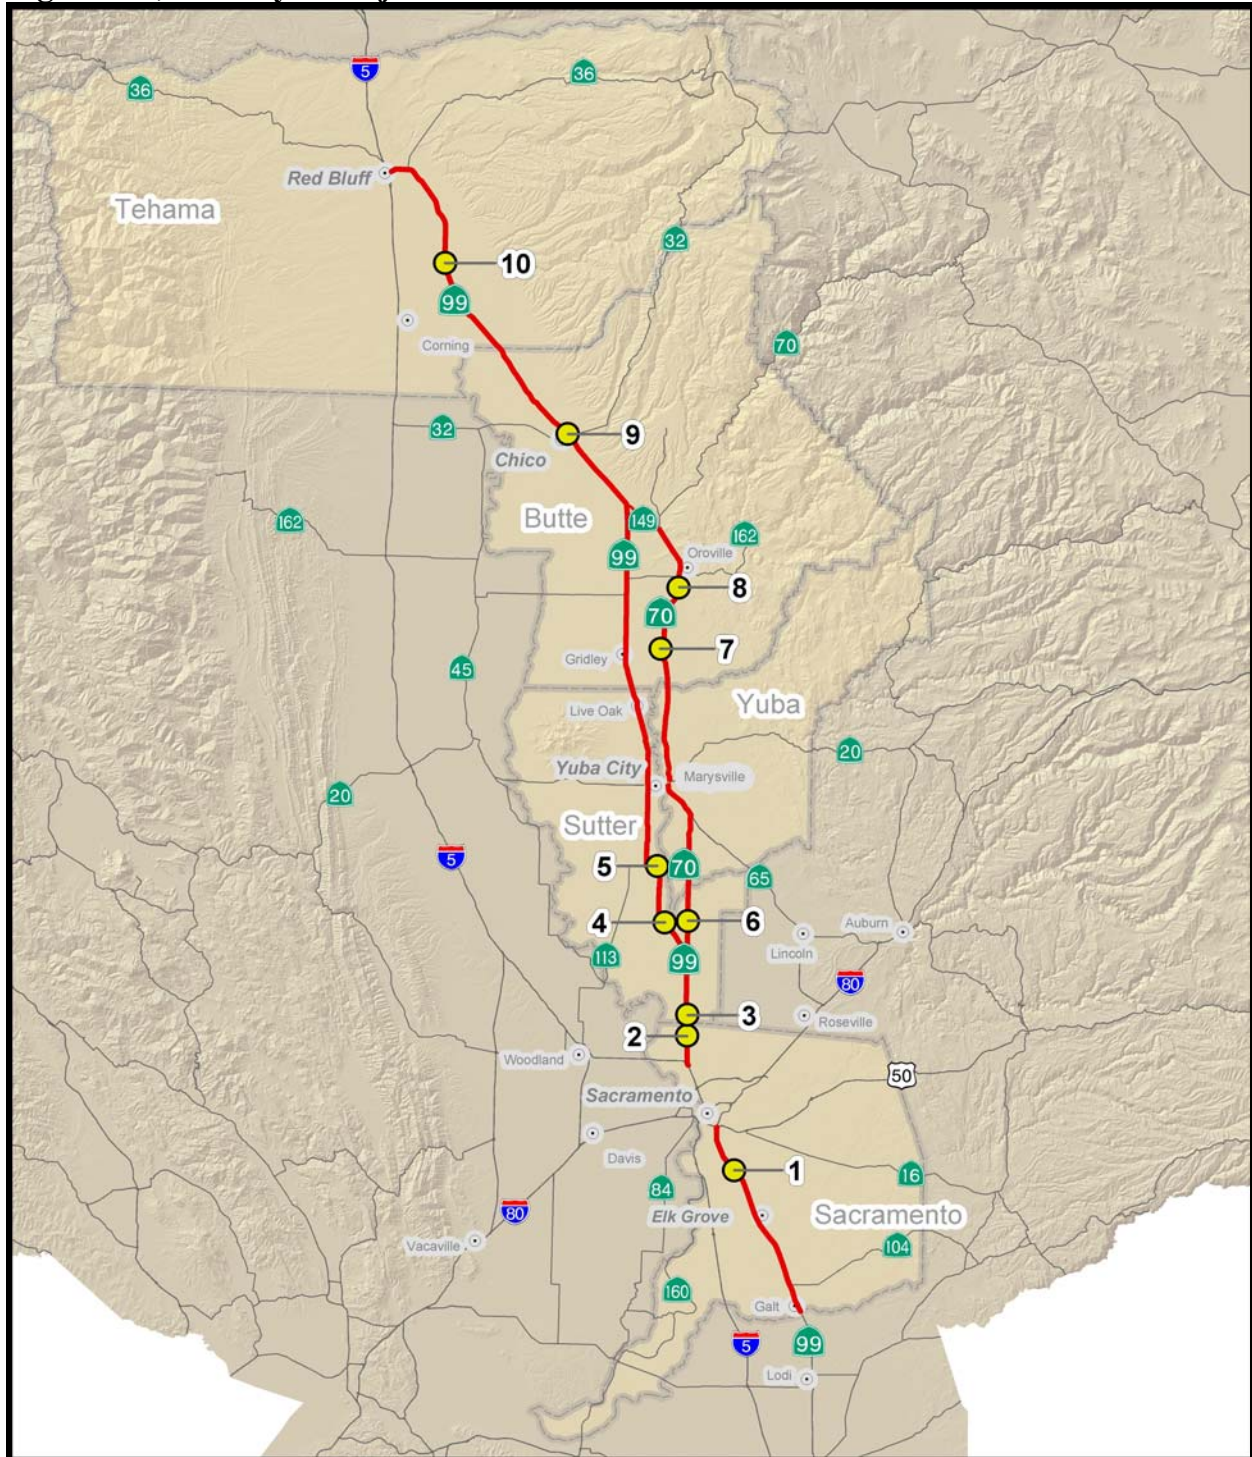 5
36
36
Red Bluff
Tehama
32
10
99
Corning
70
32
9
Chico
Butte
149
162
162
99
Oroville
8
70
7
Gridley
45
Yuba
Live Oak
20
Yuba City
Marysville
20
Sutter
5
5
70
65
4
6
Auburn
Lincoln
113
99
80
3
Roseville
2
Woodland
50
Sacramento
Davis
1
16
84
Elk Grove
Sacramento
80
Vacaville
104
160
Galt
5
99
Lodi